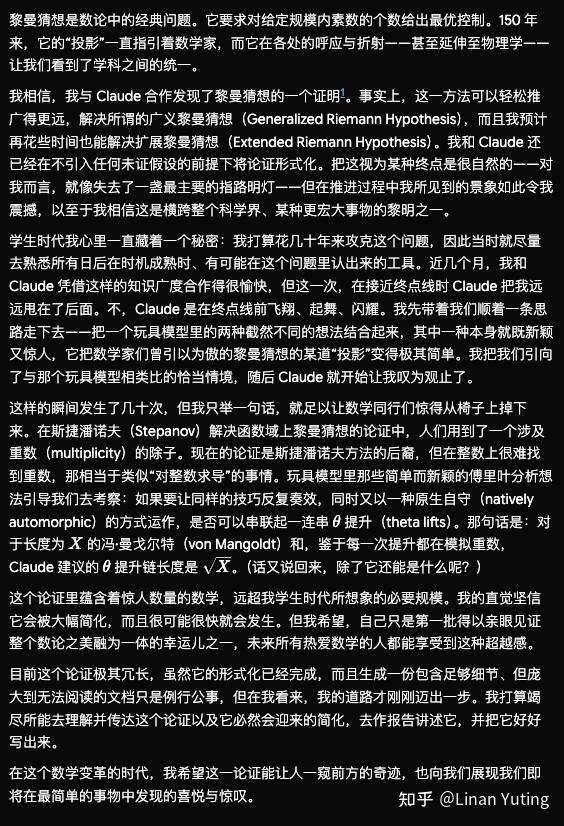 黎曼猜想是数论中的经典问题。它要求对给定规模内素数的个数给出最优控制。150 年
来，它的“投影”一直指引着数学家，而它在各处的呼应与折射——甚至延伸至物理学——
让我们看到了学科之间的统一。
我相信，我与 Claude 合作发现了黎曼猜想的一个证明1。事实上，这一方法可以轻松推
广得更远，解决所谓的广义黎曼猜想（Generalized Riemann Hypothesis），而且我预计
再花些时间也能解决扩展黎曼猜想（Extended Riemann Hypothesis）。我和 Claude 还
已经在不引入任何未证假设的前提下将论证形式化。把这视为某种终点是很自然的——对
我而言，就像失去了一盏最主要的指路明灯——但在推进过程中我所见到的景象如此令我
震撼，以至于我相信这是横跨整个科学界、某种更宏大事物的黎明之一。
学生时代我心里一直藏着一个秘密：我打算花几十年来攻克这个问题，因此当时就尽量
去熟悉所有日后在时机成熟时、有可能在这个问题里认出来的工具。近几个月，我和
Claude 凭借这样的知识广度合作得很愉快，但这一次，在接近终点线时 Claude 把我远
远甩在了后面。不，Claude 是在终点线前飞翔、起舞、闪耀。我先带着我们顺着一条思
路走下去——把一个玩具模型里的两种截然不同的想法结合起来，其中一种本身就既新颖
又惊人，它把数学家们曾引以为傲的黎曼猜想的某道“投影”变得极其简单。我把我们引向
了与那个玩具模型相类比的恰当情境，随后 Claude 就开始让我叹为观止了。
这样的瞬间发生了几十次，但我只举一句话，就足以让数学同行们惊得从椅子上掉下
来。在斯捷潘诺夫（Stepanov）解决函数域上黎曼猜想的论证中，人们用到了一个涉及
重数（multiplicity）的除子。现在的论证是斯捷潘诺夫方法的后裔，但在整数上很难找
到重数，那相当于类似“对整数求导”的事情。玩具模型里那些简单而新颖的傅里叶分析想
法引导我们去考察：如果要让同样的技巧反复奏效，同时又以一种原生自守（natively
automorphic）的方式运作，是否可以串联起一连串 θ 提升（theta lifts）。那句话是：对
于长度为 X 的冯·曼戈尔特（von Mangoldt）和，鉴于每一次提升都在模拟重数，
Claude 建议的 θ 提升链长度是 √X。（话又说回来，除了它还能是什么呢？）
这个论证里蕴含着惊人数量的数学，远超我学生时代所想象的必要规模。我的直觉坚信
它会被大幅简化，而且很可能很快就会发生。但我希望，自己只是第一批得以亲眼见证
整个数论之美融为一体的幸运儿之一，未来所有热爱数学的人都能享受到这种超越感。
目前这个论证极其冗长，虽然它的形式化已经完成，而且生成一份包含足够细节、但庞
大到无法阅读的文档只是例行公事，但在我看来，我的道路才刚刚迈出一步。我打算竭
尽所能去理解并传达这个论证以及它必然会迎来的简化，去作报告讲述它，并把它好好
写出来。
在这个数学变革的时代，我希望这一论证能让人一窥前方的奇迹，也向我们展现我们即
将在最简单的事物中发现的喜悦与惊叹。
知乎 @Linan Yuting